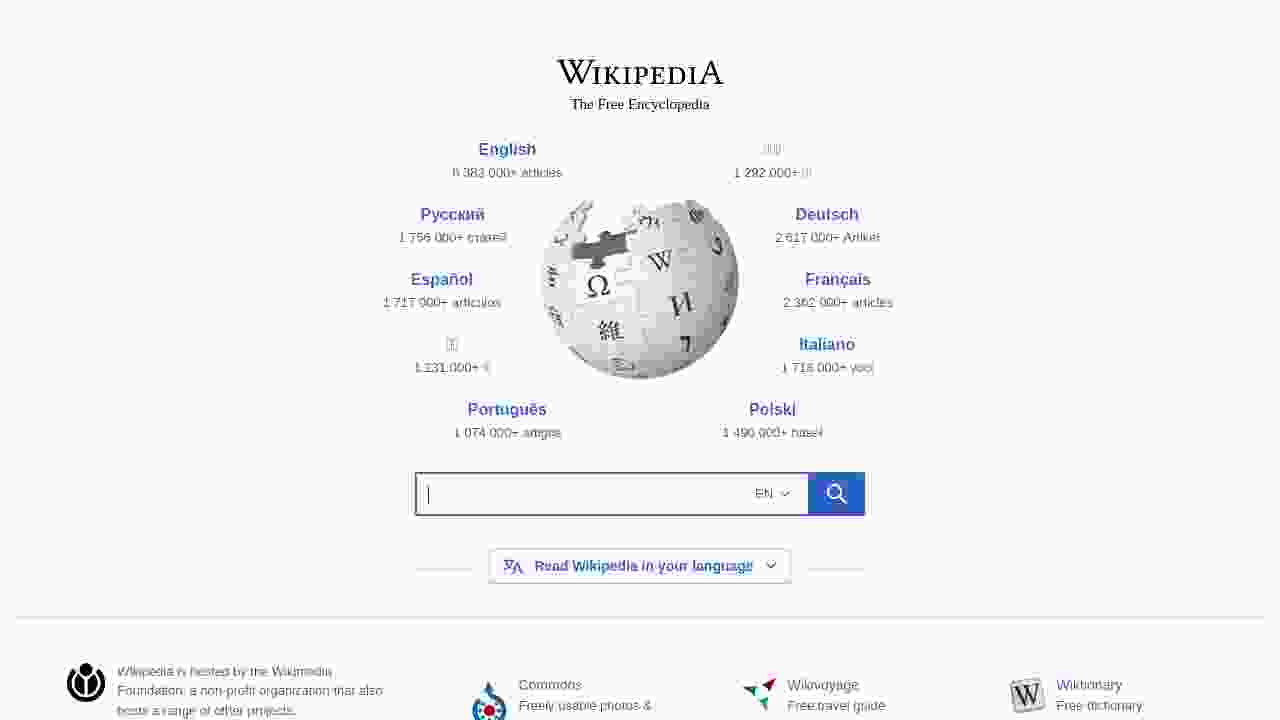 WIKIPEDIA
The Free Encyclopedia
English
6 383 000+ articles
1 292 000+
Русский
1 756 000+ статей
Deutsch
2 617 000+ Artikel
Español
1 717 000+ artículos
Français
2 362 000+ articles
1 231 000+
Italiano
1 718 000+ voci
Português
1 074 000+ artigos
Polski
1 490 000+ haseł
Ω W И 維 7
EN
Read Wikipedia in your language
Wikipedia is hosted by the Wikimedia
Foundation, a non-profit organization that also
hosts a range of other projects.
Commons
Freely usable photos &
Wikivoyage
Free travel guide
W
Wiktionary
Free dictionary